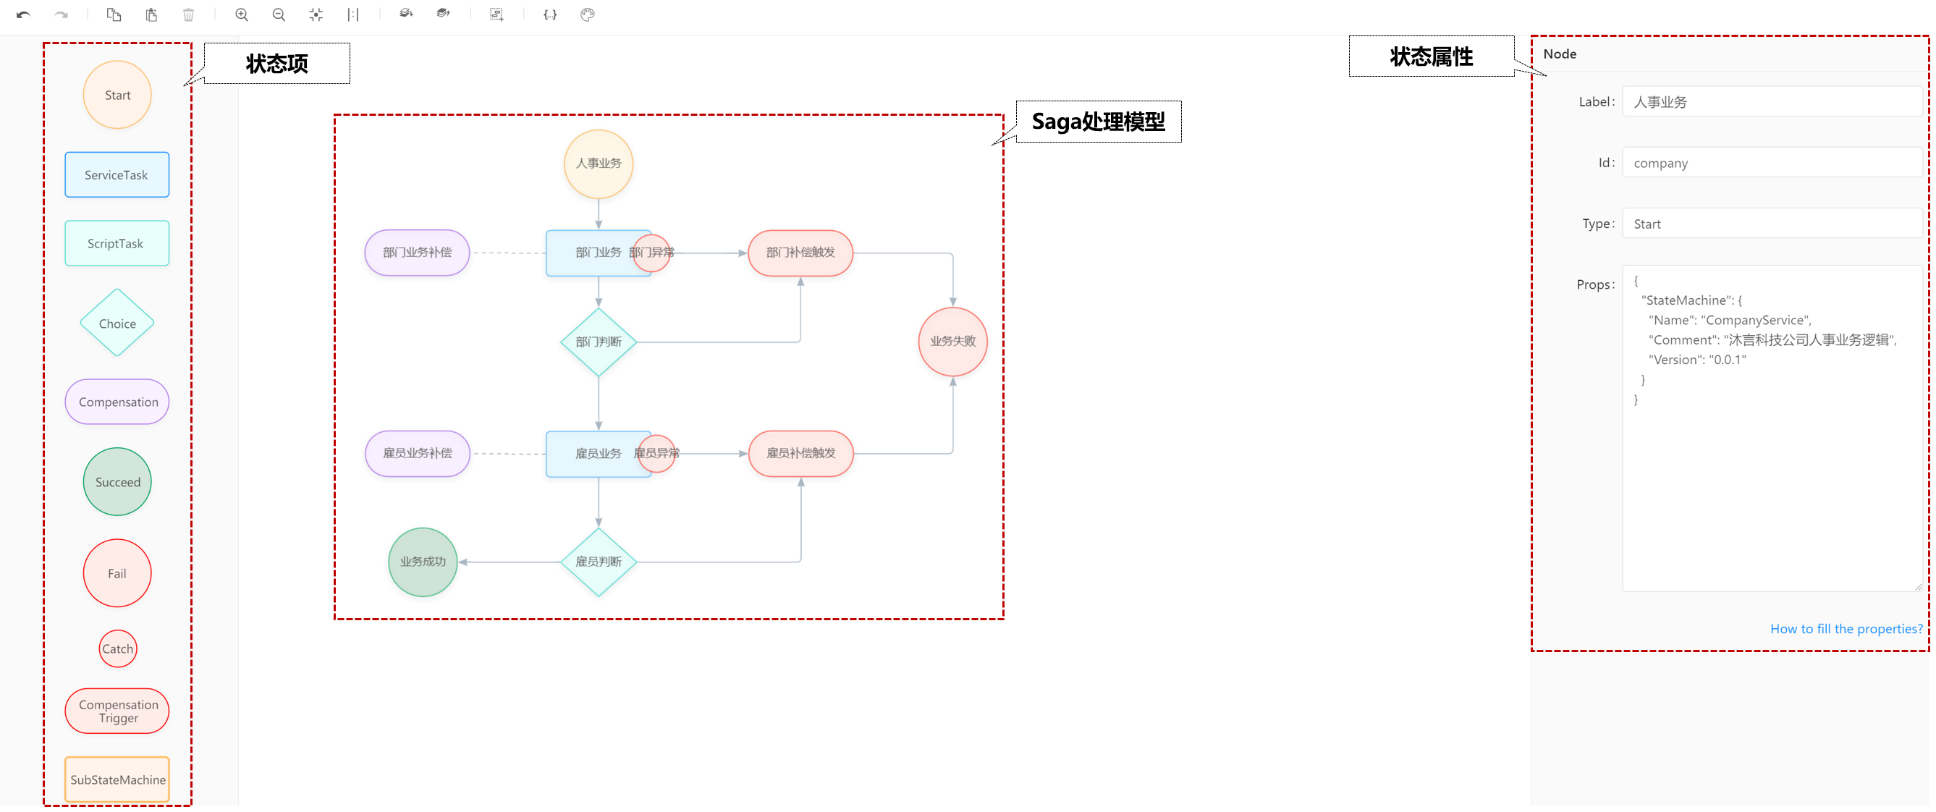 状态项
Start
ServiceTask
ScriptTask
Choice
Compensation
Succeed
Fail
Catch
Compensation
Trigger
SubStateMachine
Saga处理模型
人事业务
部门业务补偿
部门业务
部门异常
部门补偿触发
部门判断
业务失败
雇员业务补偿
雇员业务
雇员异常
雇员补偿触发
业务成功
雇员判断
状态属性
Node
Label: 人事业务
Id: company
Type: Start
Props: {
"StateMachine": {
"Name": "CompanyService",
"Comment": "沐言科技公司人事业务逻辑",
"Version": "0.0.1"
}
}
How to fill the properties?